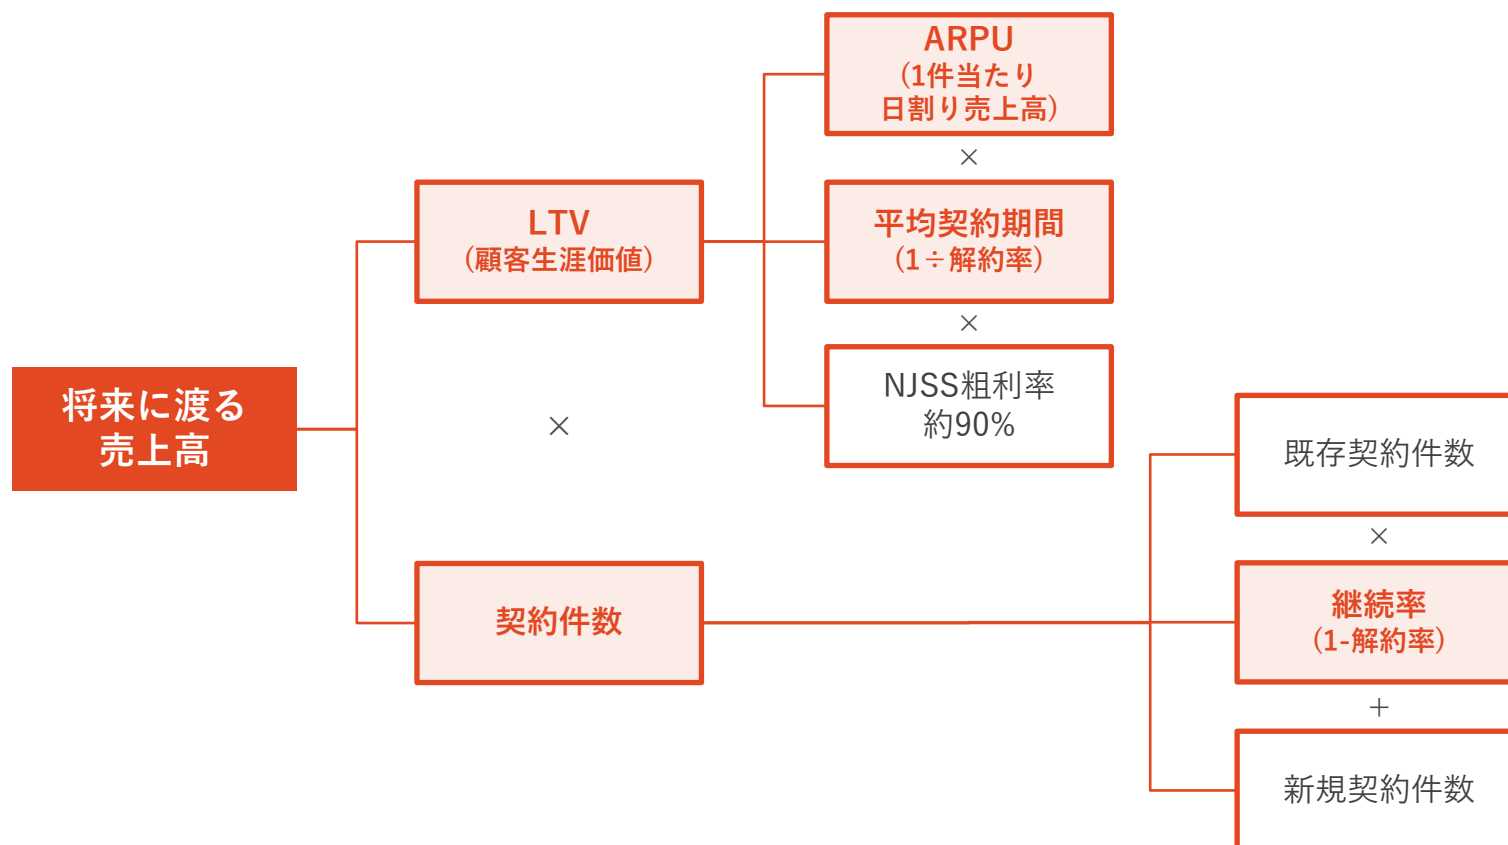 将来に渡る
売上高
LTV
(顧客生涯価値)
×
契約件数
ARPU
(1件当たり
日割り売上高)
×
平均契約期間
(1÷解約率)
×
NJSS粗利率
約90%
既存契約件数
×
継続率
(1-解約率)
+
新規契約件数